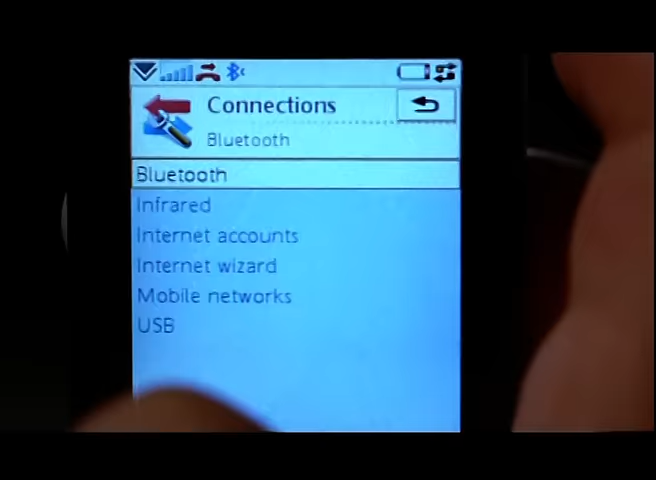 Connections
Bluetooth
Bluetooth
Infrared
Internet accounts
Internet wizard
Mobile networks
USB